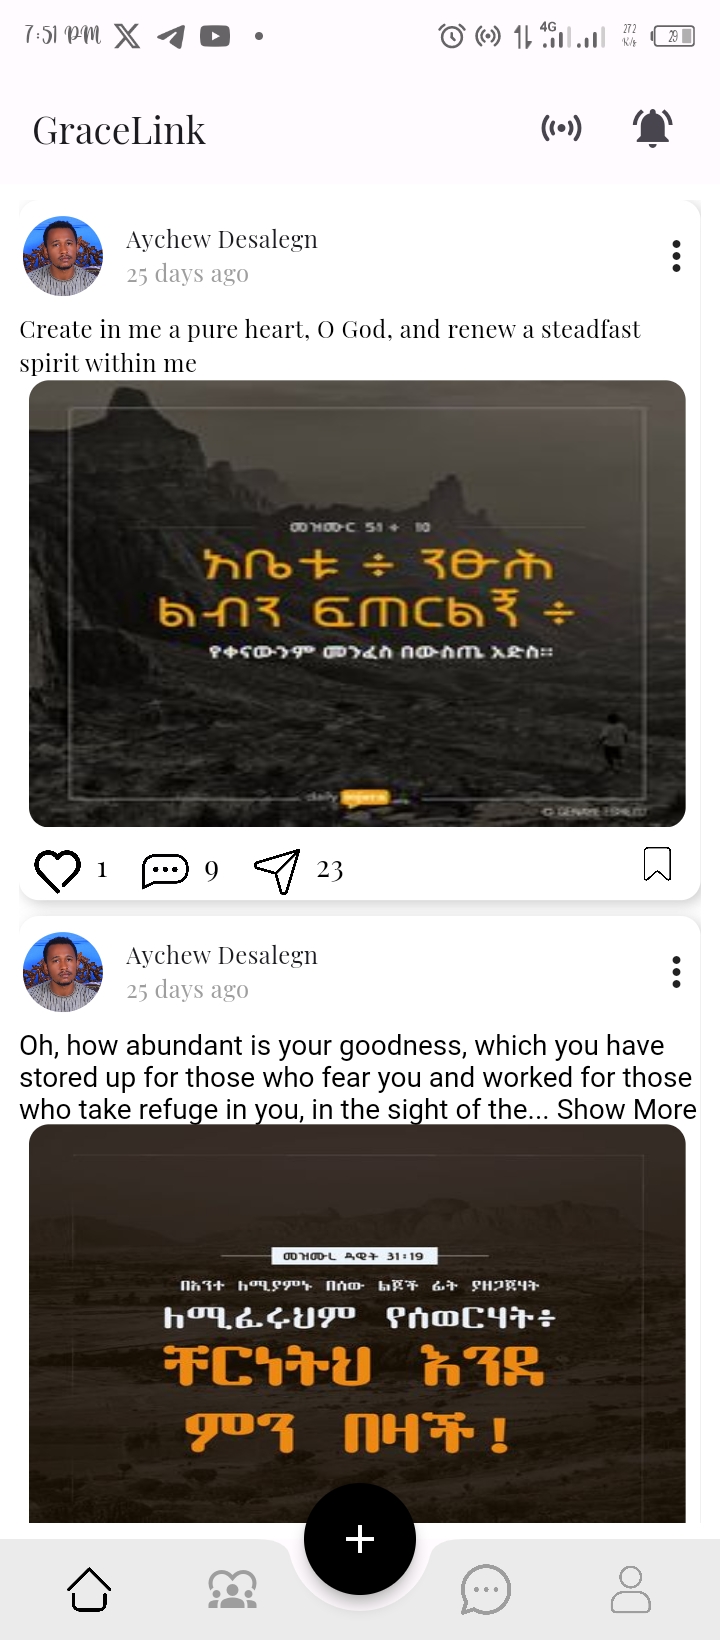 7:51 PM
4G
272
K/s
29
GraceLink
Aychew Desalegn
25 days ago
Create in me a pure heart, O God, and renew a steadfast
spirit within me
መዝሙር 51 ÷ 10
አቤቱ ÷ ንፁሕ
ልብን ፍጠርልኝ ÷
የቀናውንም መንፈስ በውስጤ አድስ።
daily
1
9
23
Aychew Desalegn
25 days ago
Oh, how abundant is your goodness, which you have
stored up for those who fear you and worked for those
who take refuge in you, in the sight of the... Show More
መዝሙረ ዳዊት 31:19
በአንተ ለሚያምኑ በሰው ልጆች ፊት ያዘጋጀሃት
ለሚፈሩህም የሰወርሃት፥
ቸርነትህ እንደ
ምን በዛች!